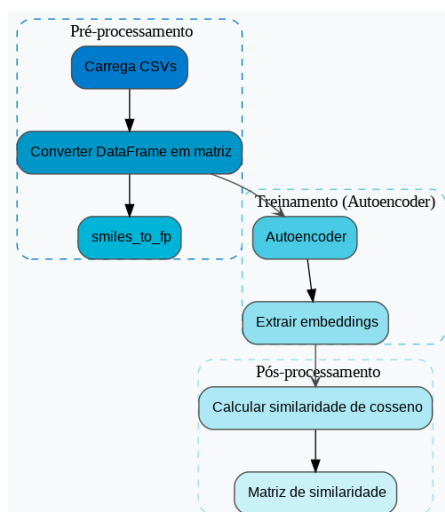 Pré-processamento
Carrega CSVs
Converter DataFrame em matriz
smiles_to_fp
Treinamento (Autoencoder)
Autoencoder
Extrair embeddings
Pós-processamento
Calcular similaridade de cosseno
Matriz de similaridade